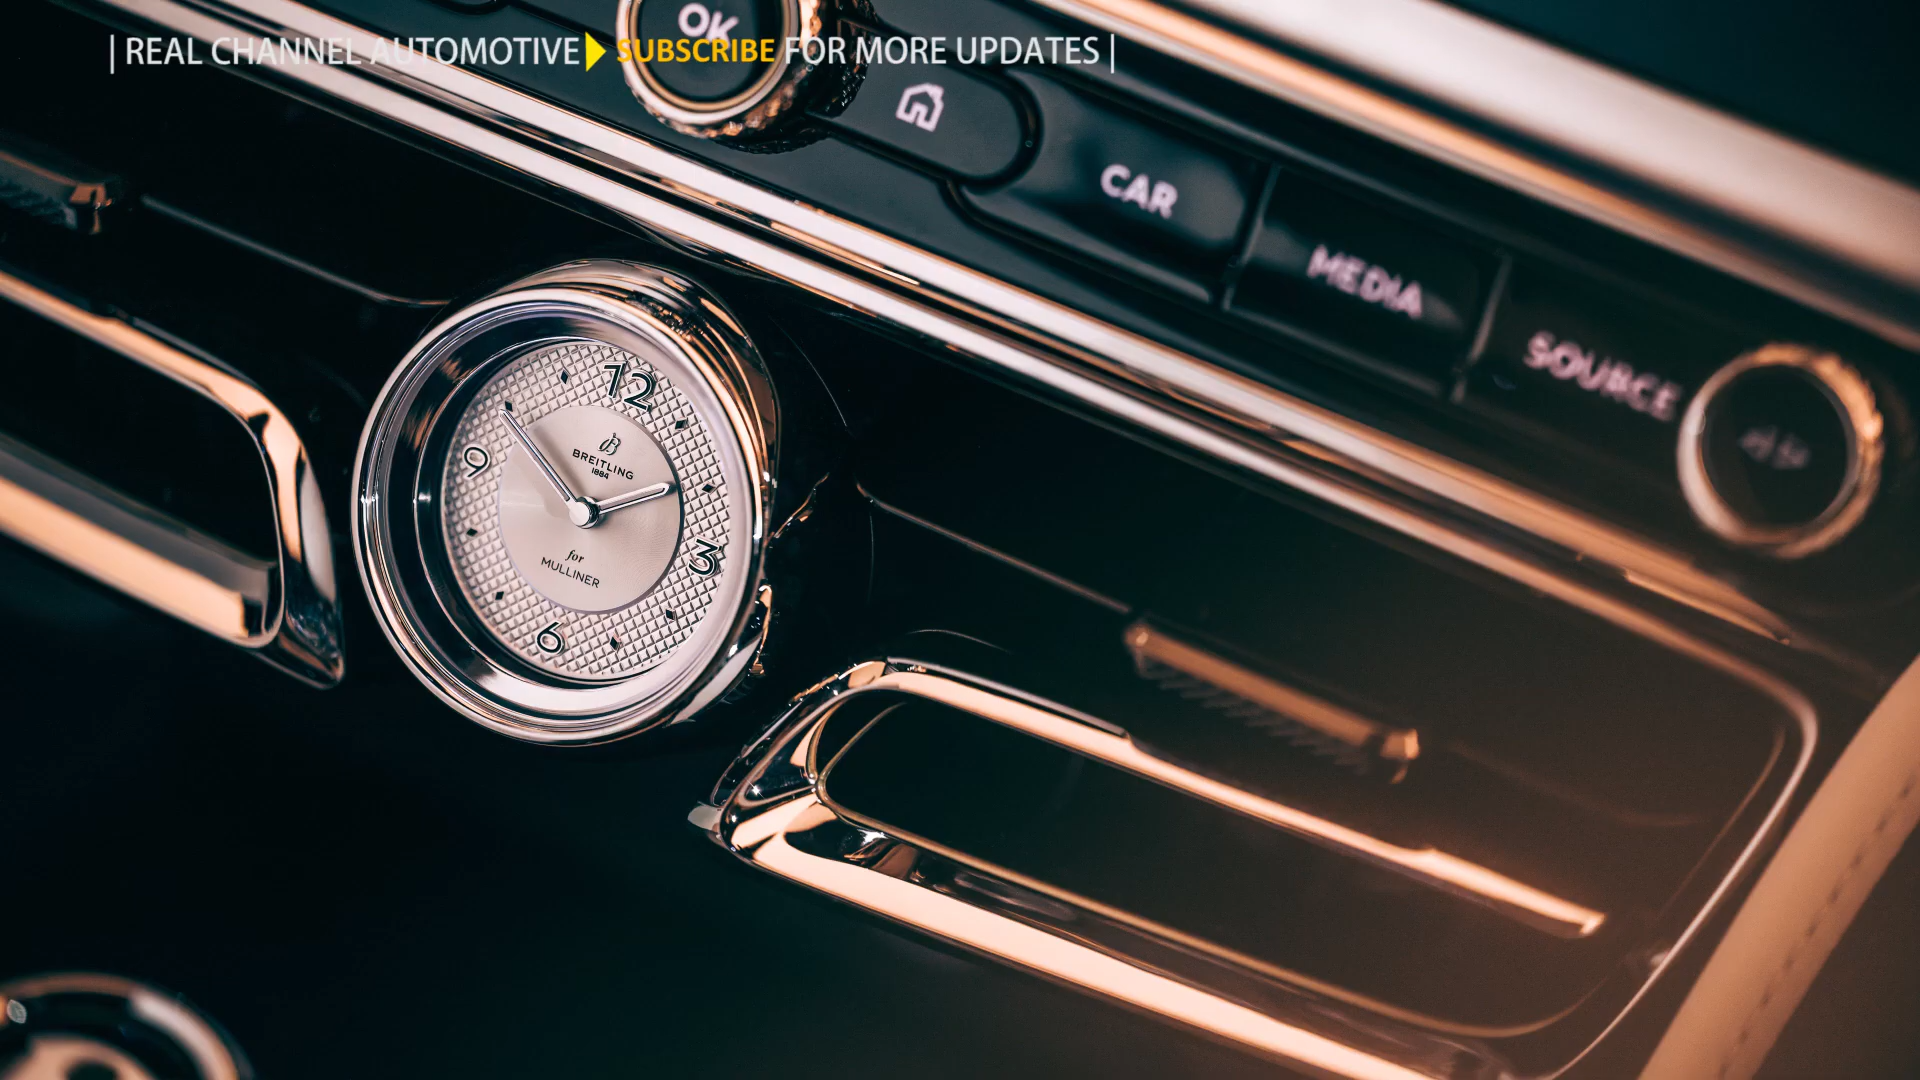 | REAL CHANNEL AUTOMOTIVE SUBSCRIBE FOR MORE UPDATES |
OK
CAR
MEDIA
SOURCE
12
9
3
6
B
BREITLING
1884
for
MULLINER